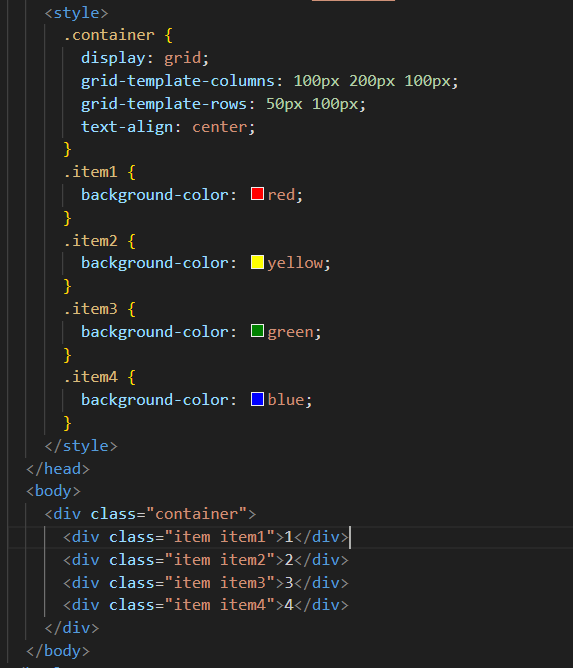 <style>
.container {
display: grid;
grid-template-columns: 100px 200px 100px;
grid-template-rows: 50px 100px;
text-align: center;
}
.item1 {
background-color: red;
}
.item2 {
background-color: yellow;
}
.item3 {
background-color: green;
}
.item4 {
background-color: blue;
}
</style>
</head>
<body>
<div class="container">
<div class="item item1">1</div>
<div class="item item2">2</div>
<div class="item item3">3</div>
<div class="item item4">4</div>
</div>
</body>